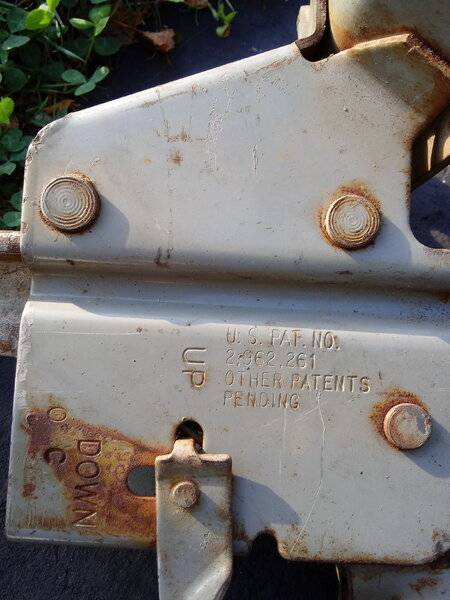 U.S. PAT. NO.
2,962,261
OTHER PATENTS
PENDING
UP
DOWN